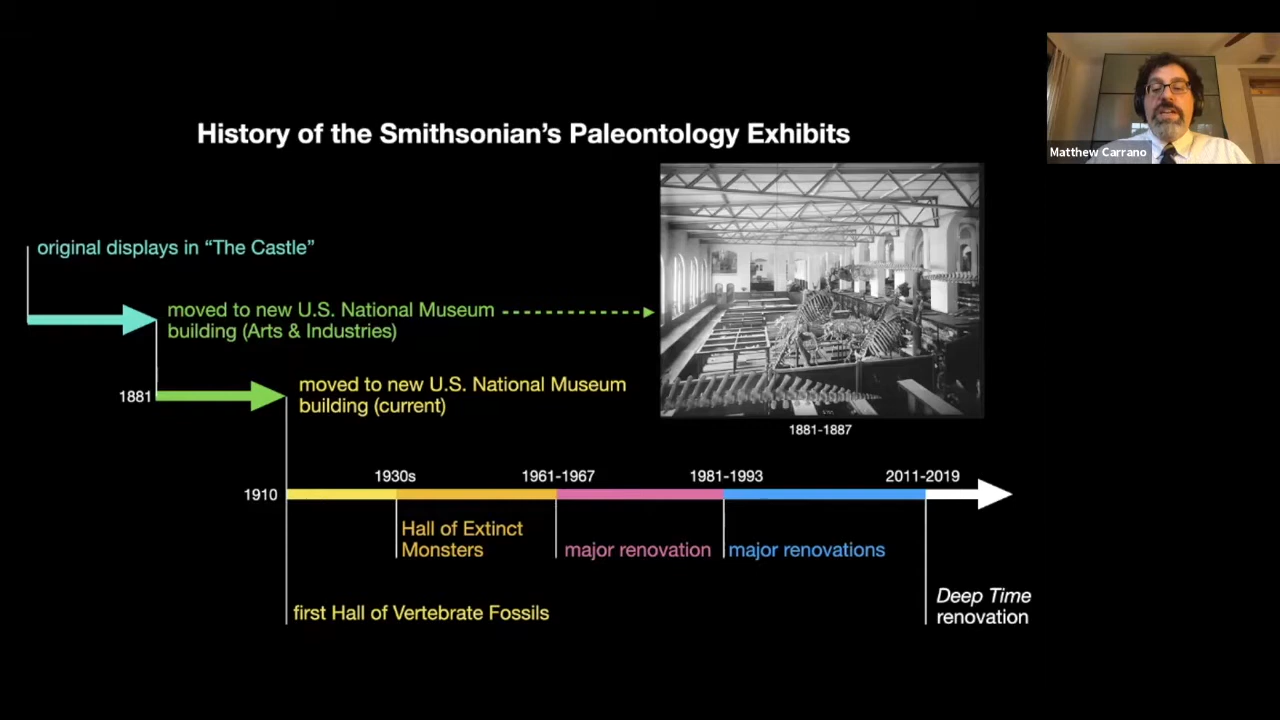 Matthew Carrano
History of the Smithsonian’s Paleontology Exhibits
original displays in “The Castle”
moved to new U.S. National Museum
building (Arts & Industries)
1881
moved to new U.S. National Museum
building (current)
1881-1887
1910
1930s
1961-1967
1981-1993
2011-2019
Hall of Extinct
Monsters
major renovation
major renovations
first Hall of Vertebrate Fossils
Deep Time
renovation